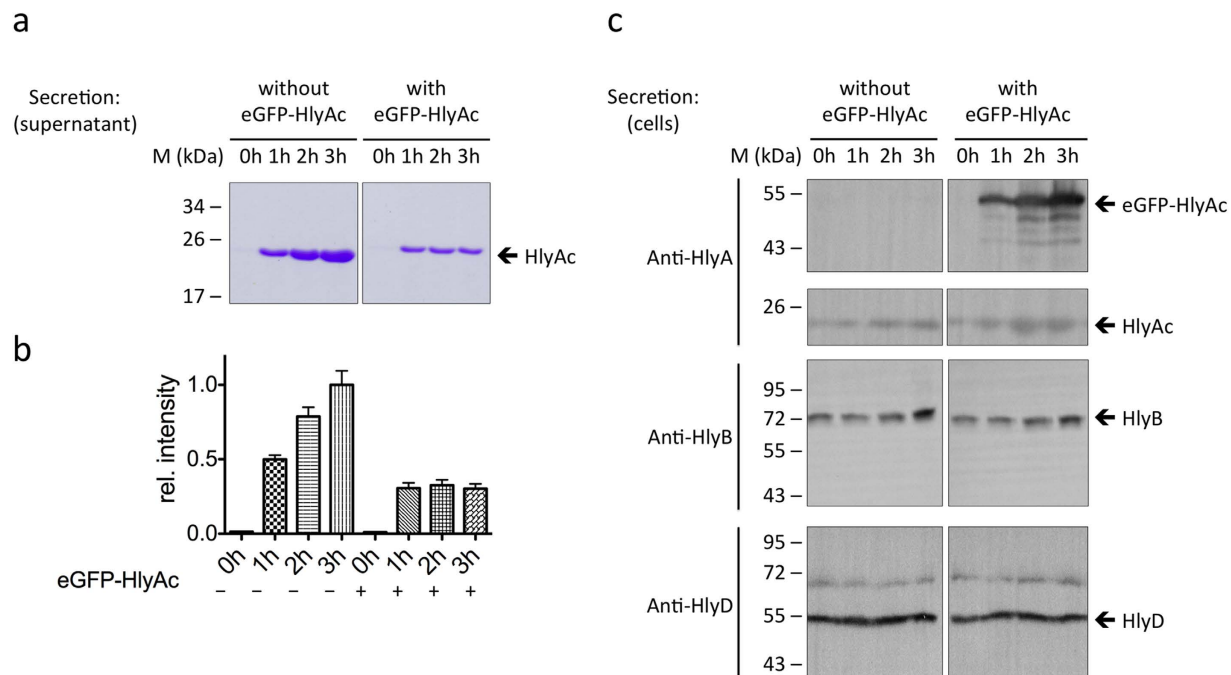 a
Secretion:
(supernatant)
without
eGFP-HlyAc
with
eGFP-HlyAc
M (kDa) 0h 1h 2h 3h 0h 1h 2h 3h
34 –
26 –
17 –
← HlyAc
b
rel. intensity
1.0
0.5
0.0
0h 1h 2h 3h 0h 1h 2h 3h
eGFP-HlyAc – – – – + + + +
c
Secretion:
(cells)
without
eGFP-HlyAc
with
eGFP-HlyAc
M (kDa) 0h 1h 2h 3h 0h 1h 2h 3h
Anti-HlyA
55 –
43 –
← eGFP-HlyAc
26 –
← HlyAc
Anti-HlyB
95 –
72 –
55 –
43 –
← HlyB
Anti-HlyD
95 –
72 –
55 –
43 –
← HlyD